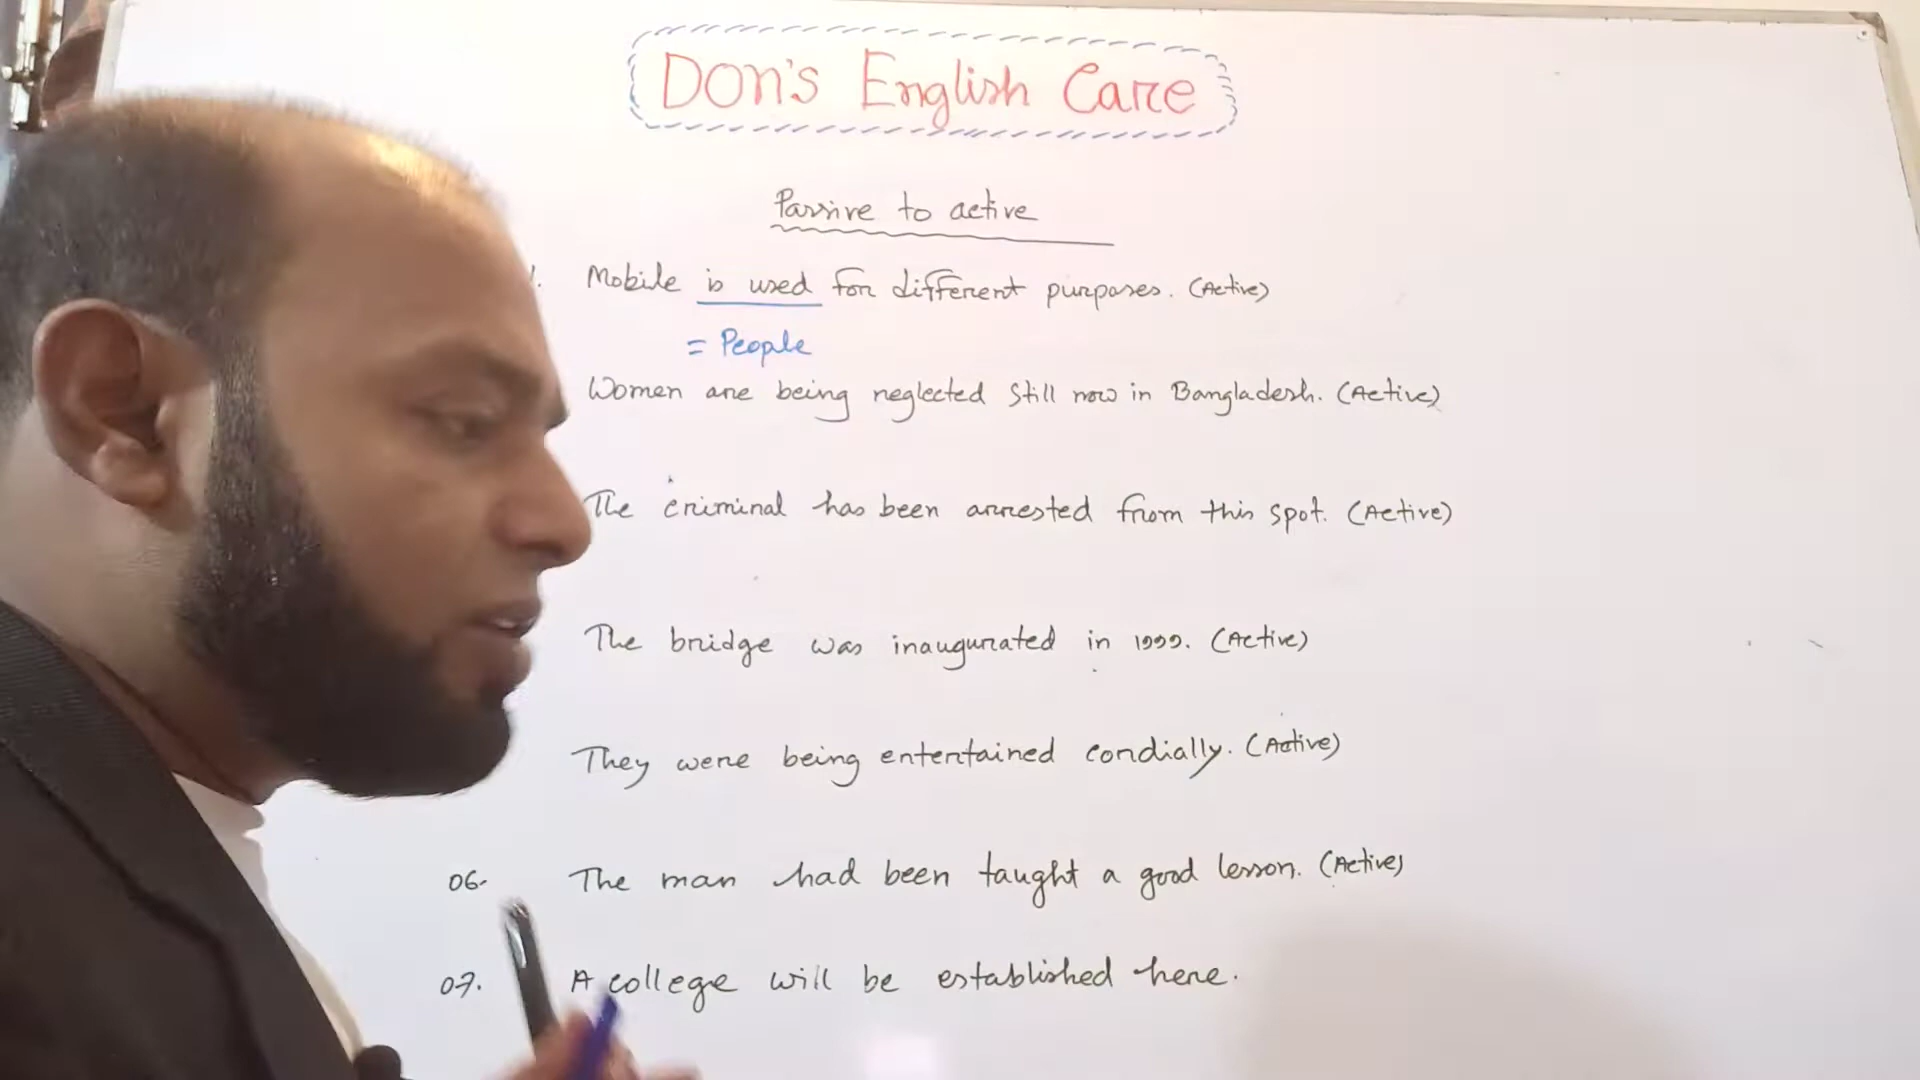 Don's English Care
Passive to active
1. Mobile is used for different purposes. (Active)
= People
Women are being neglected still now in Bangladesh. (Active)
The criminal has been arrested from this spot. (Active)
The bridge was inaugurated in 1999. (Active)
They were being entertained cordially. (Active)
06. The man had been taught a good lesson. (Active)
07. A college will be established here.